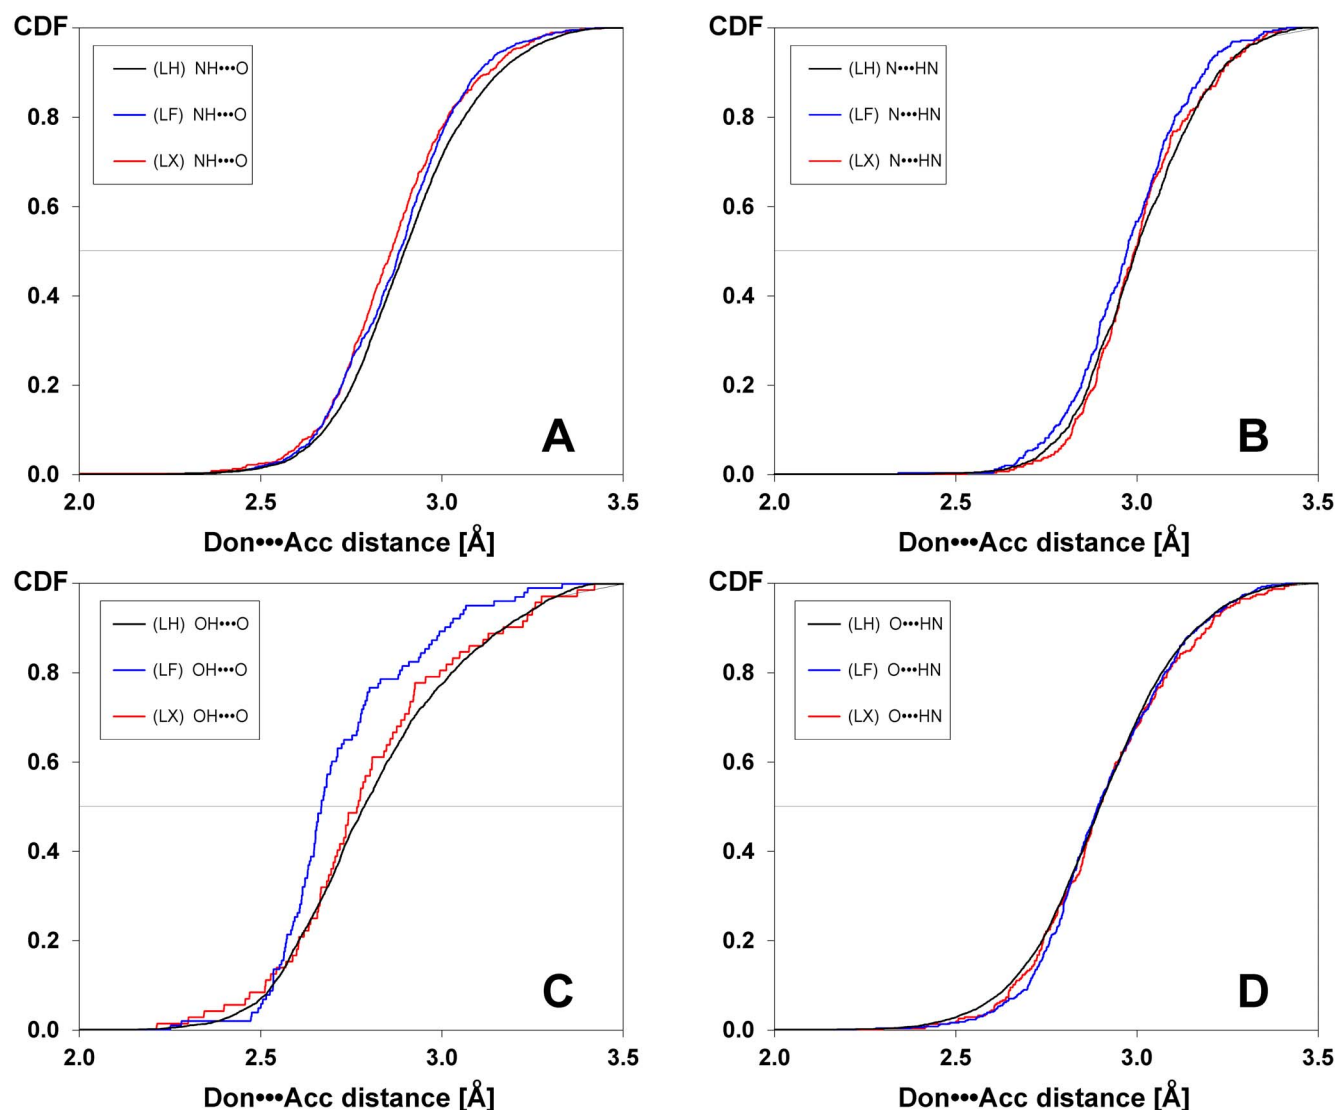 CDF
(LH) NH•••O
(LF) NH•••O
(LX) NH•••O
0.8
0.6
0.4
0.2
0.0
A
2.0 2.5 3.0 3.5
Don•••Acc distance [Å]
CDF
(LH) N•••HN
(LF) N•••HN
(LX) N•••HN
0.8
0.6
0.4
0.2
0.0
B
2.0 2.5 3.0 3.5
Don•••Acc distance [Å]
CDF
(LH) OH•••O
(LF) OH•••O
(LX) OH•••O
0.8
0.6
0.4
0.2
0.0
C
2.0 2.5 3.0 3.5
Don•••Acc distance [Å]
CDF
(LH) O•••HN
(LF) O•••HN
(LX) O•••HN
0.8
0.6
0.4
0.2
0.0
D
2.0 2.5 3.0 3.5
Don•••Acc distance [Å]